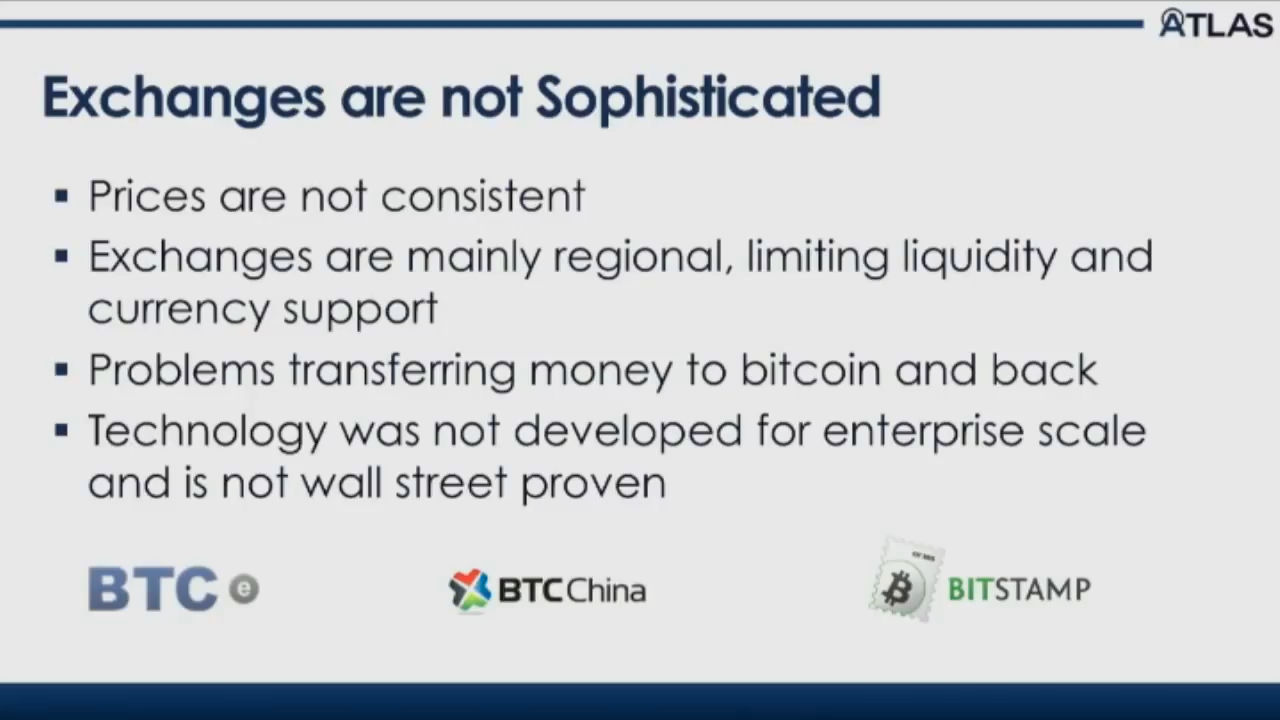 ATLAS
Exchanges are not Sophisticated
▪ Prices are not consistent
▪ Exchanges are mainly regional, limiting liquidity and
currency support
▪ Problems transferring money to bitcoin and back
▪ Technology was not developed for enterprise scale
and is not wall street proven
BTC e
BTCChina
BITSTAMP